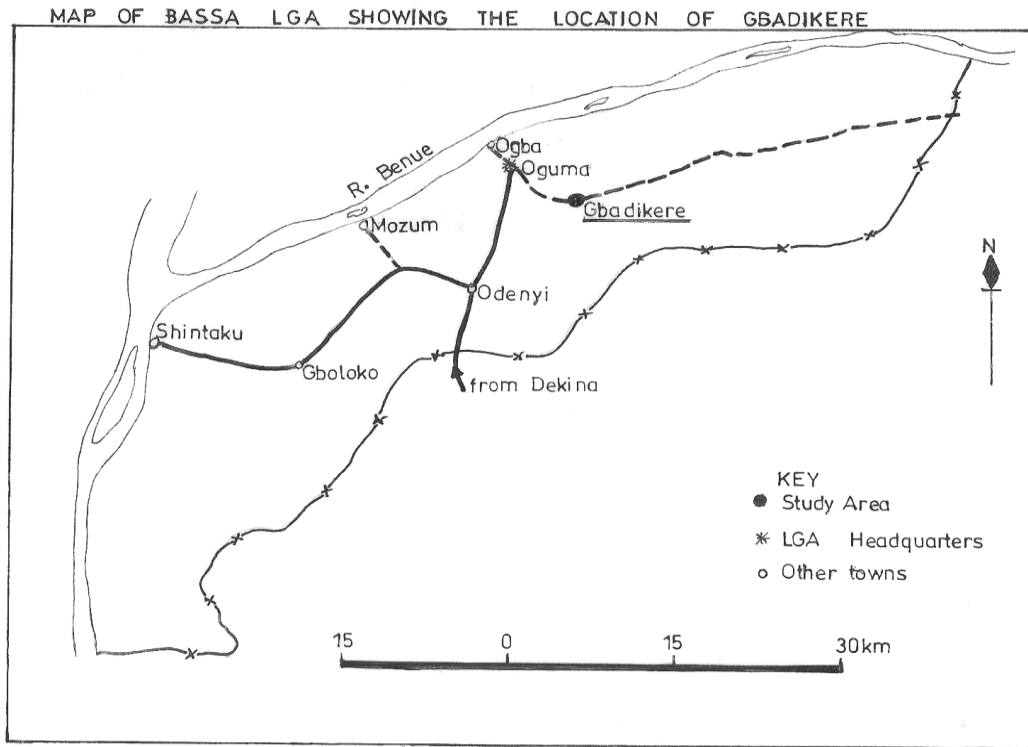 MAP OF BASSA LGA SHOWING THE LOCATION OF GBADIKERE
Ogba
Oguma
R. Benue
Gbadikere
Mozum
N
Odenyi
Shintaku
Gboloko
from Dekina
KEY
Study Area
LGA Headquarters
Other towns
15 0 15 30km